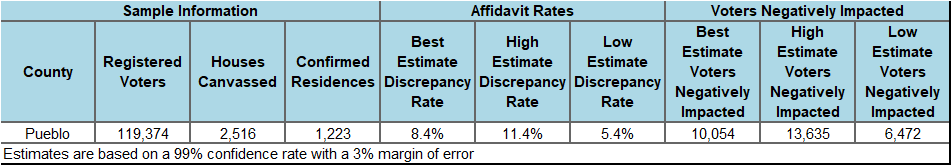 Sample Information Affidavit Rates Voters Negatively Impacted
County Registered Voters Houses Canvassed Confirmed Residences Best Estimate Discrepancy Rate High Estimate Discrepancy Rate Low Estimate Discrepancy Rate Best Estimate Voters Negatively Impacted High Estimate Voters Negatively Impacted Low Estimate Voters Negatively Impacted
Pueblo 119,374 2,516 1,223 8.4% 11.4% 5.4% 10,054 13,635 6,472
Estimates are based on a 99% confidence rate with a 3% margin of error